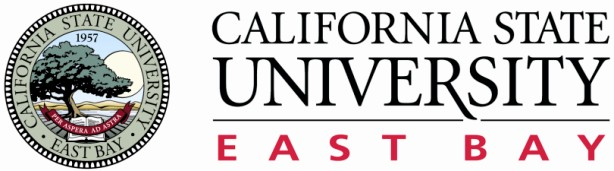 CALIFORNIA STATE UNIVERSITY
1957
PER ASPERA AD ASTRA
· EAST BAY ·
CALIFORNIA STATE
UNIVERSITY
EAST BAY